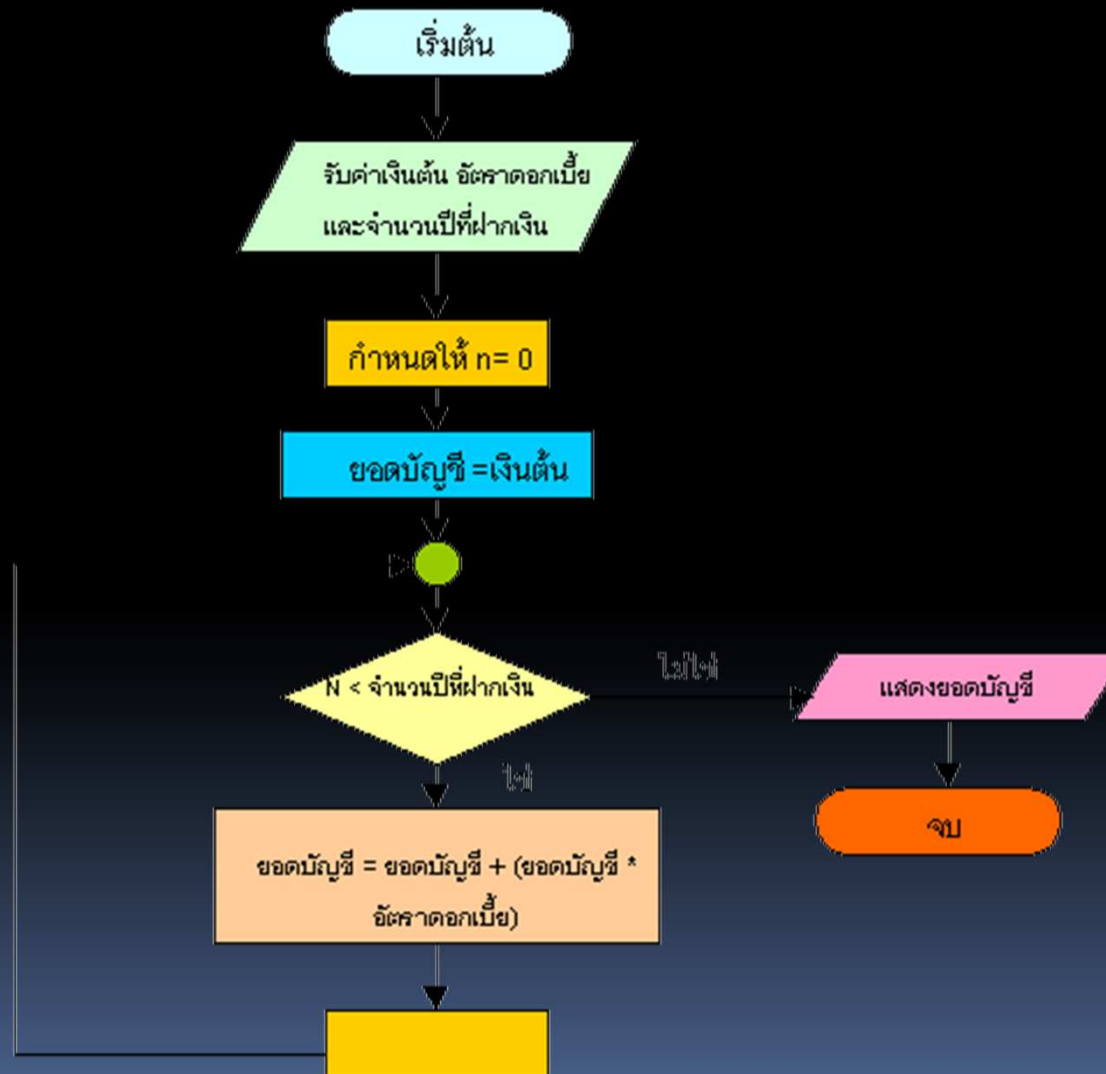 เริ่มต้น
รับค่าเงินต้น อัตราดอกเบี้ย
และจำนวนปีที่ฝากเงิน
กำหนดให้ n= 0
ยอดบัญชี =เงินต้น
N < จำนวนปีที่ฝากเงิน
ไม่ใช่
แสดงยอดบัญชี
ใช่
จบ
ยอดบัญชี = ยอดบัญชี + (ยอดบัญชี *
อัตราดอกเบี้ย)